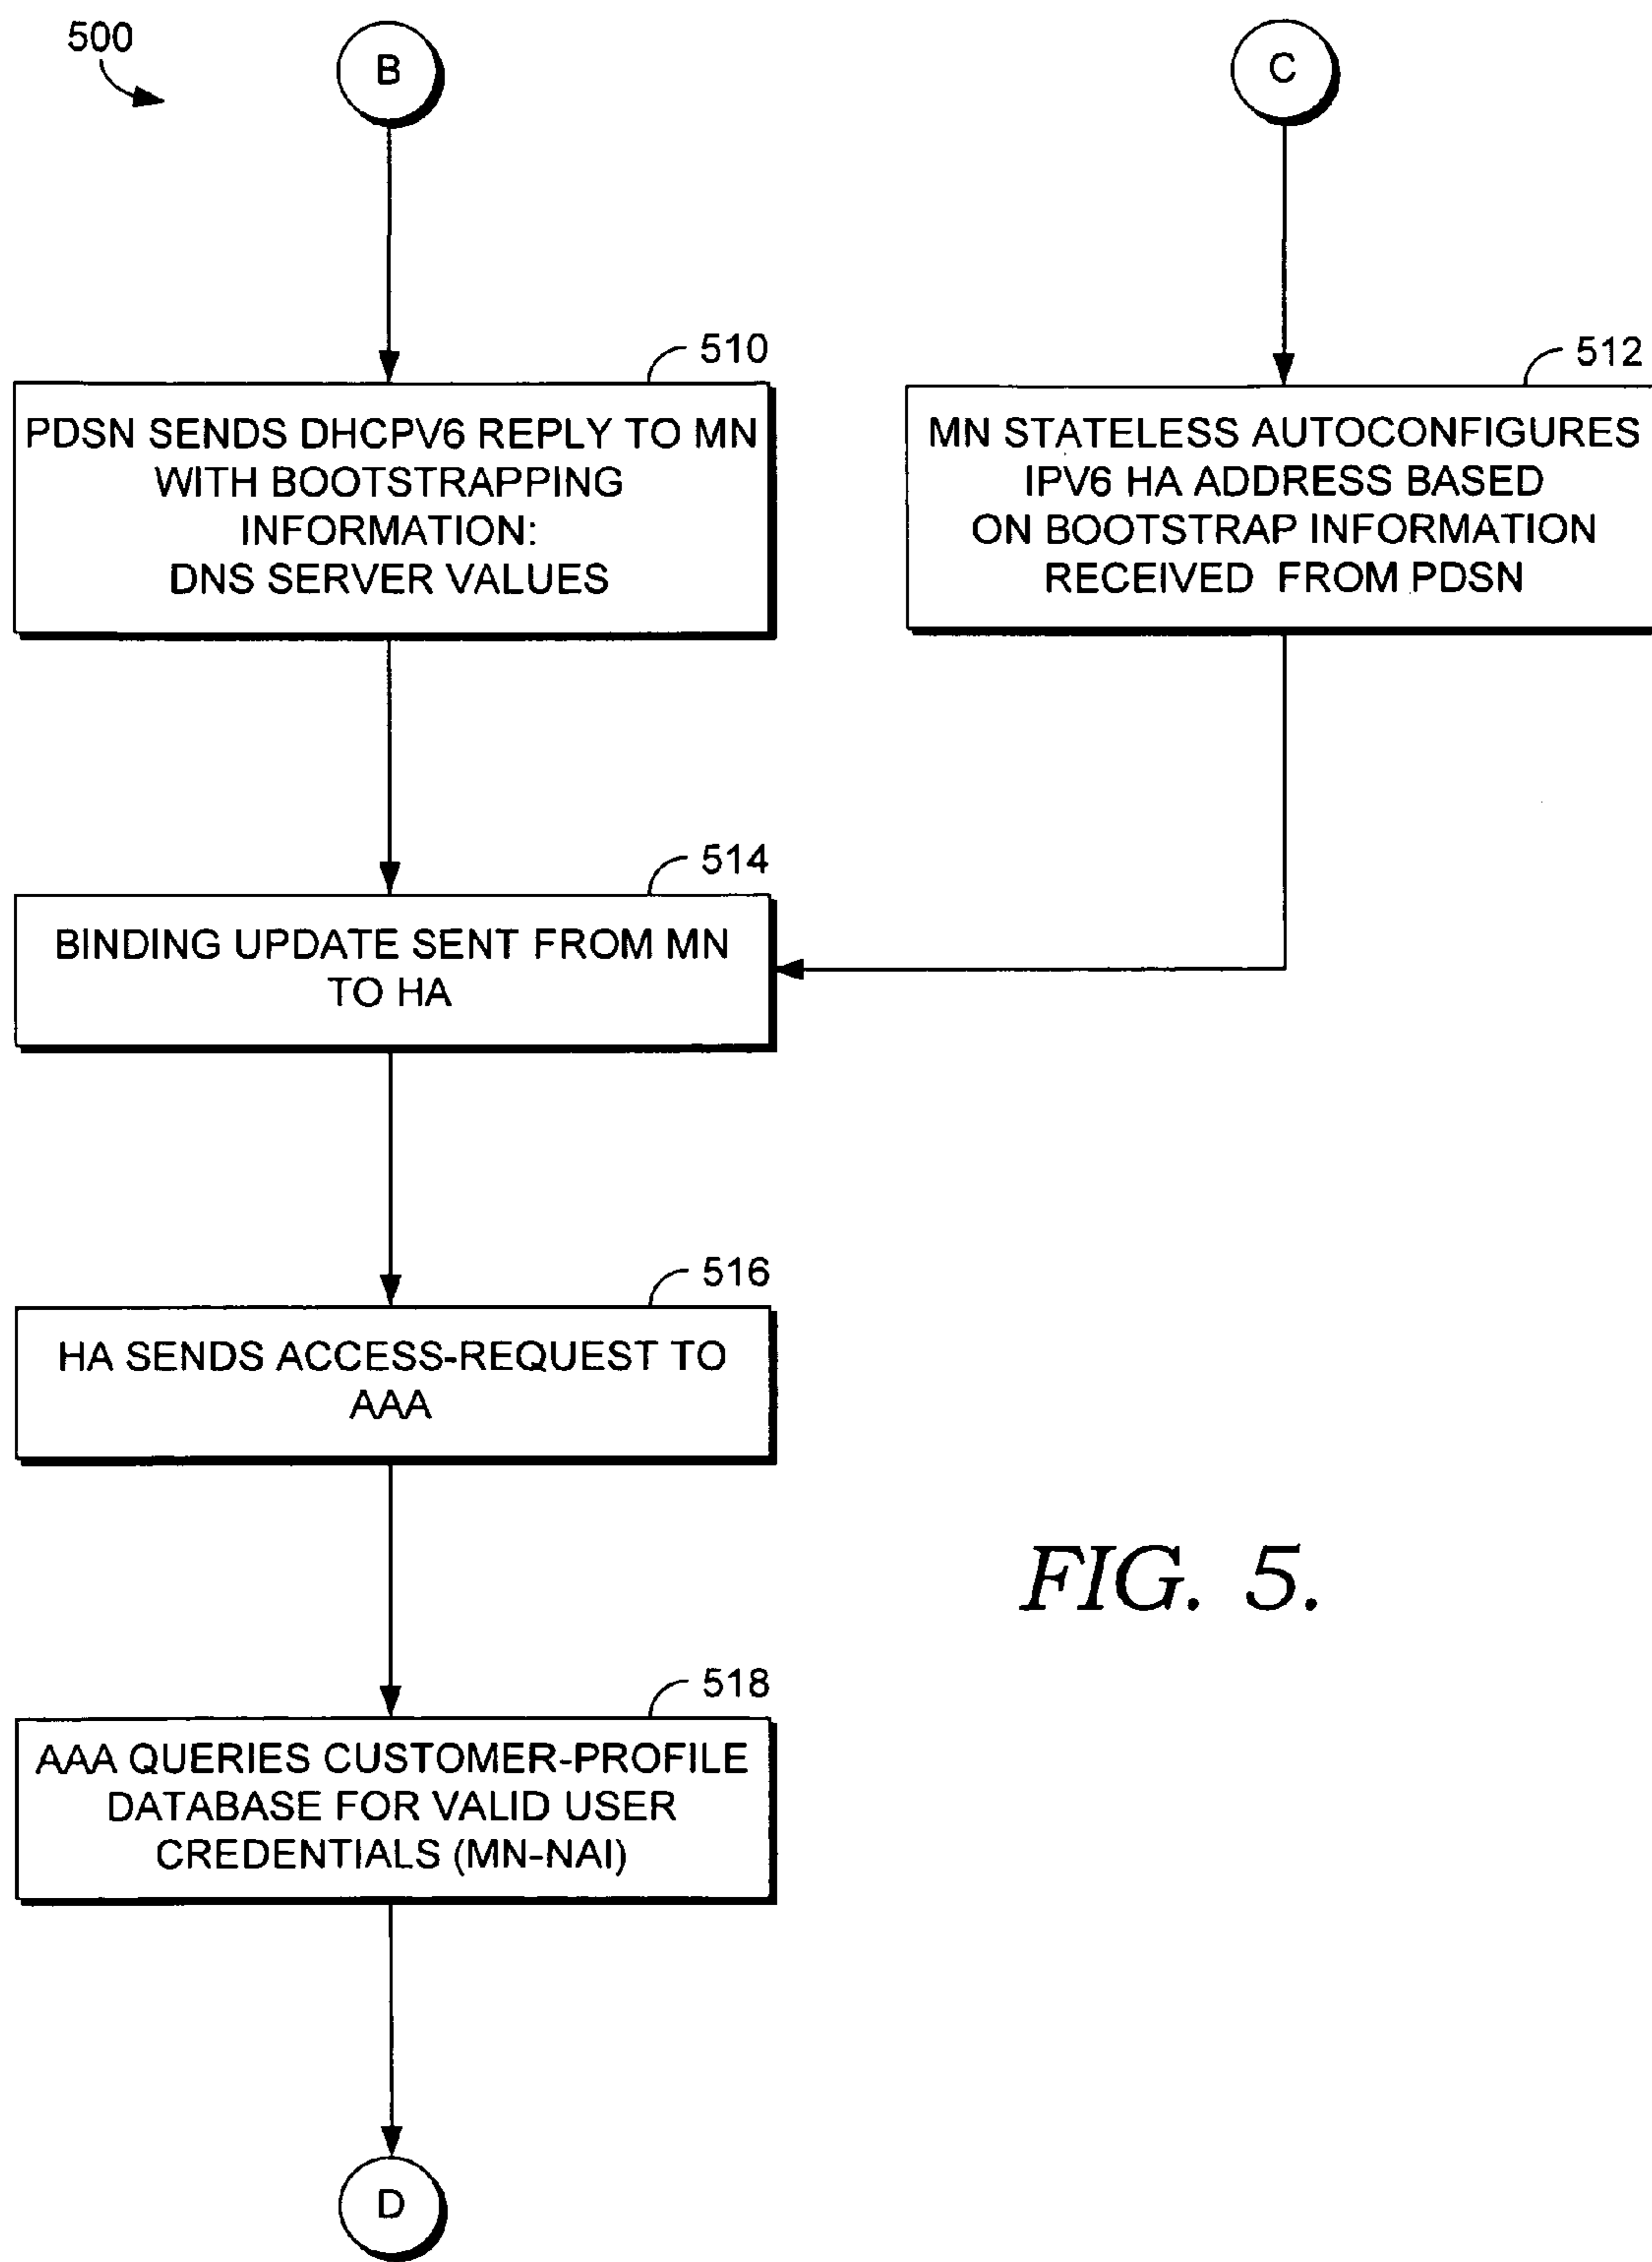 500
B
C
510
PDSN SENDS DHCPV6 REPLY TO MN
WITH BOOTSTRAPPING
INFORMATION:
DNS SERVER VALUES
512
MN STATELESS AUTOCONFIGURES
IPV6 HA ADDRESS BASED
ON BOOTSTRAP INFORMATION
RECEIVED FROM PDSN
514
BINDING UPDATE SENT FROM MN
TO HA
516
HA SENDS ACCESS-REQUEST TO
AAA
FIG. 5.
518
AAA QUERIES CUSTOMER-PROFILE
DATABASE FOR VALID USER
CREDENTIALS (MN-NAI)
D